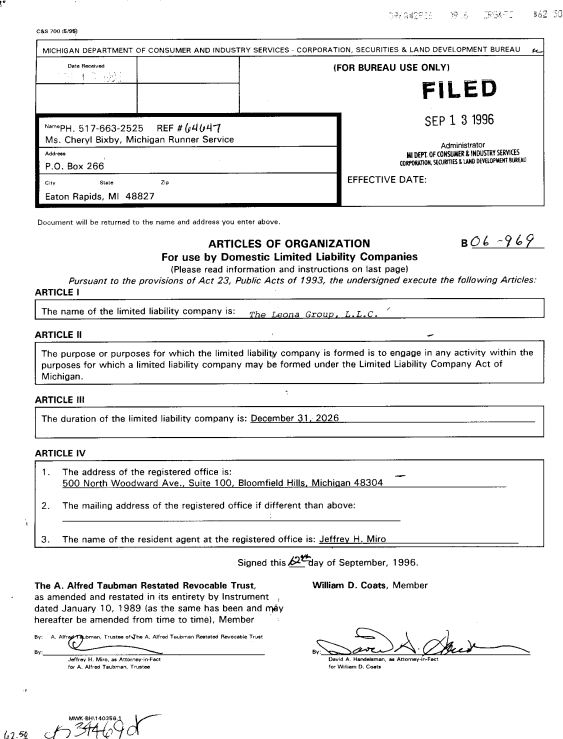 DRKAW2R06 0916 ORG&FI $62.50
C&S 700 (5/95)
MICHIGAN DEPARTMENT OF CONSUMER AND INDUSTRY SERVICES - CORPORATION, SECURITIES & LAND DEVELOPMENT BUREAU
Date Received
(FOR BUREAU USE ONLY)
FILED
SEP 13 1996
Administrator
MI DEPT. OF CONSUMER & INDUSTRY SERVICES
CORPORATION, SECURITIES & LAND DEVELOPMENT BUREAU
EFFECTIVE DATE:
Name PH. 517-663-2525 REF # 64647
Ms. Cheryl Bixby, Michigan Runner Service
Address
P.O. Box 266
City State Zip
Eaton Rapids, MI 48827
Document will be returned to the name and address you enter above.
ARTICLES OF ORGANIZATION
B06-969
For use by Domestic Limited Liability Companies
(Please read information and instructions on last page)
Pursuant to the provisions of Act 23, Public Acts of 1993, the undersigned execute the following Articles:
ARTICLE I
The name of the limited liability company is: The Leona Group, L.L.C.
ARTICLE II
The purpose or purposes for which the limited liability company is formed is to engage in any activity within the
purposes for which a limited liability company may be formed under the Limited Liability Company Act of
Michigan.
ARTICLE III
The duration of the limited liability company is: December 31, 2026
ARTICLE IV
1. The address of the registered office is:
500 North Woodward Ave., Suite 100, Bloomfield Hills, Michigan 48304
2. The mailing address of the registered office if different than above:
3. The name of the resident agent at the registered office is: Jeffrey H. Miro
Signed this 12th day of September, 1996.
The A. Alfred Taubman Restated Revocable Trust,
as amended and restated in its entirety by Instrument
dated January 10, 1989 (as the same has been and may
hereafter be amended from time to time), Member
By: A. Alfred Taubman, Trustee of The A. Alfred Taubman Restated Revocable Trust
By:
Jeffrey H. Miro, as Attorney-in-Fact
for A. Alfred Taubman, Trustee
William D. Coats, Member
By:
David A. Handelsman, as Attorney-in-Fact
for William D. Coats
MWK-BH\140356.1
62.50